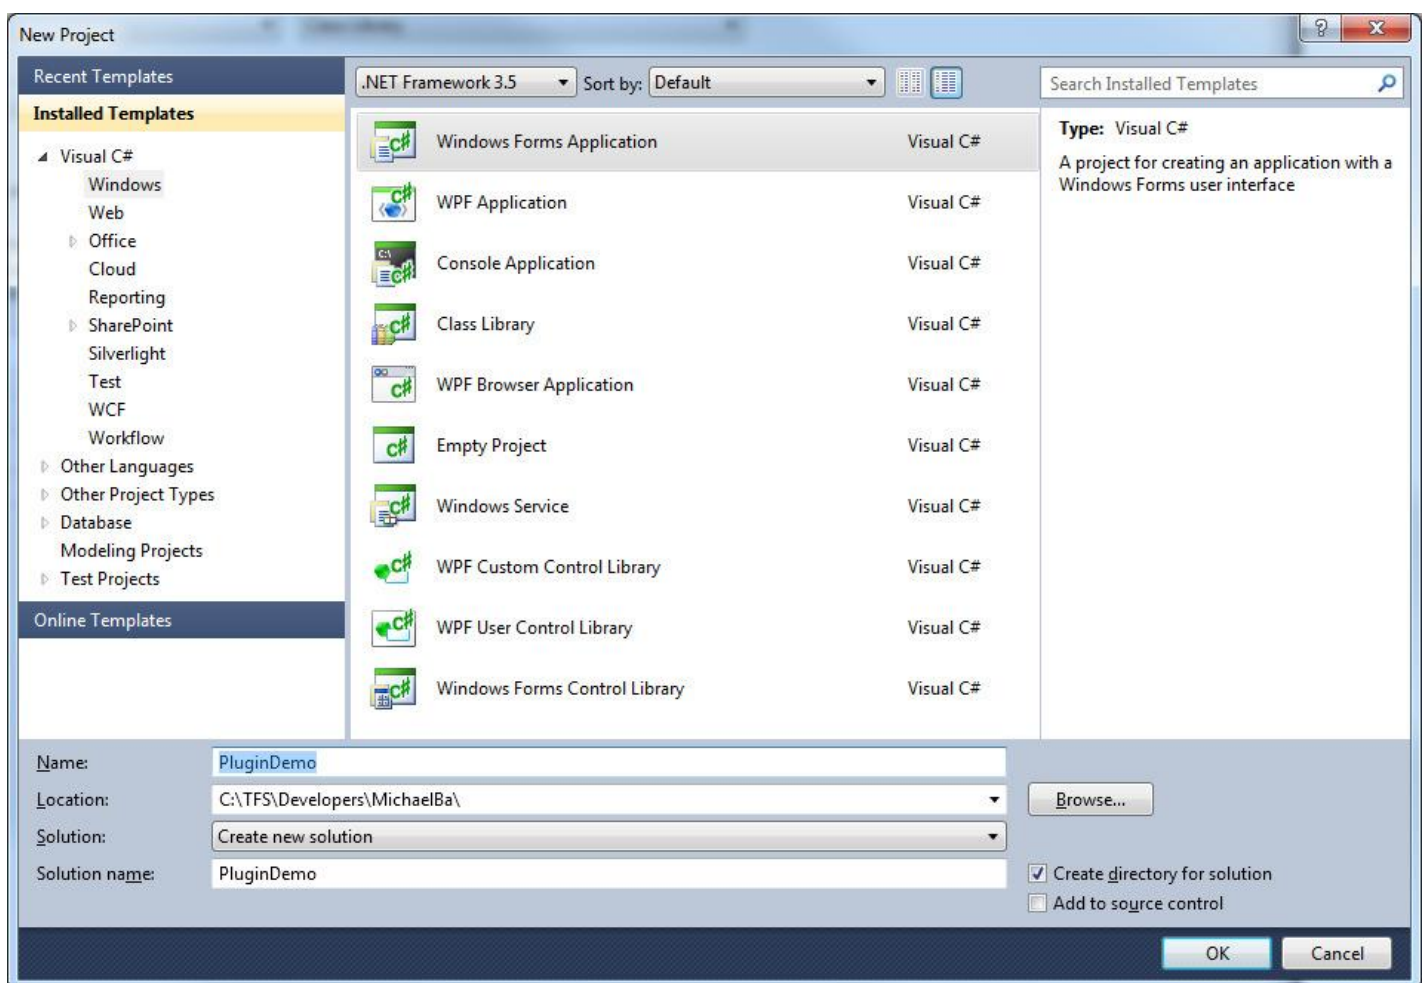 New Project
Recent Templates
.NET Framework 3.5
Sort by: Default
Search Installed Templates
Installed Templates
Visual C#
Windows
Web
Office
Cloud
Reporting
SharePoint
Silverlight
Test
WCF
Workflow
Other Languages
Other Project Types
Database
Modeling Projects
Test Projects
Online Templates
Windows Forms Application Visual C#
WPF Application Visual C#
Console Application Visual C#
Class Library Visual C#
WPF Browser Application Visual C#
Empty Project Visual C#
Windows Service Visual C#
WPF Custom Control Library Visual C#
WPF User Control Library Visual C#
Windows Forms Control Library Visual C#
Type: Visual C#
A project for creating an application with a
Windows Forms user interface
Name: PluginDemo
Location: C:\TFS\Developers\MichaelBa\
Browse...
Solution: Create new solution
Solution name: PluginDemo
Create directory for solution
Add to source control
OK Cancel